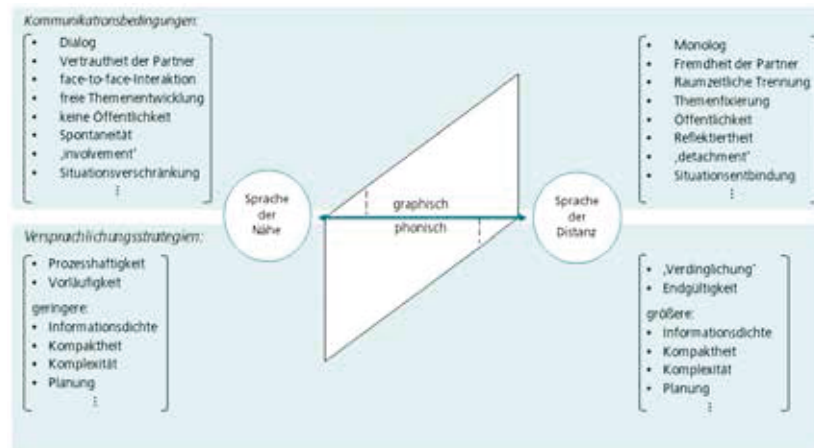 Kommunikationsbedingungen:
• Dialog
• Vertrautheit der Partner
• face-to-face-Interaktion
• freie Themenentwicklung
• keine Öffentlichkeit
• Spontaneität
• ‚involvement'
• Situationsverschränkung
⋮
• Monolog
• Fremdheit der Partner
• Raumzeitliche Trennung
• Themenfixierung
• Öffentlichkeit
• Reflektiertheit
• ‚detachment'
• Situationsentbindung
⋮
Sprache
der
Nähe
graphisch
phonisch
Sprache
der
Distanz
Versprachlichungsstrategien:
• Prozesshaftigkeit
• Vorläufigkeit
geringere:
• Informationsdichte
• Kompaktheit
• Komplexität
• Planung
⋮
• ‚Verdinglichung'
• Endgültigkeit
größere:
• Informationsdichte
• Kompaktheit
• Komplexität
• Planung
⋮